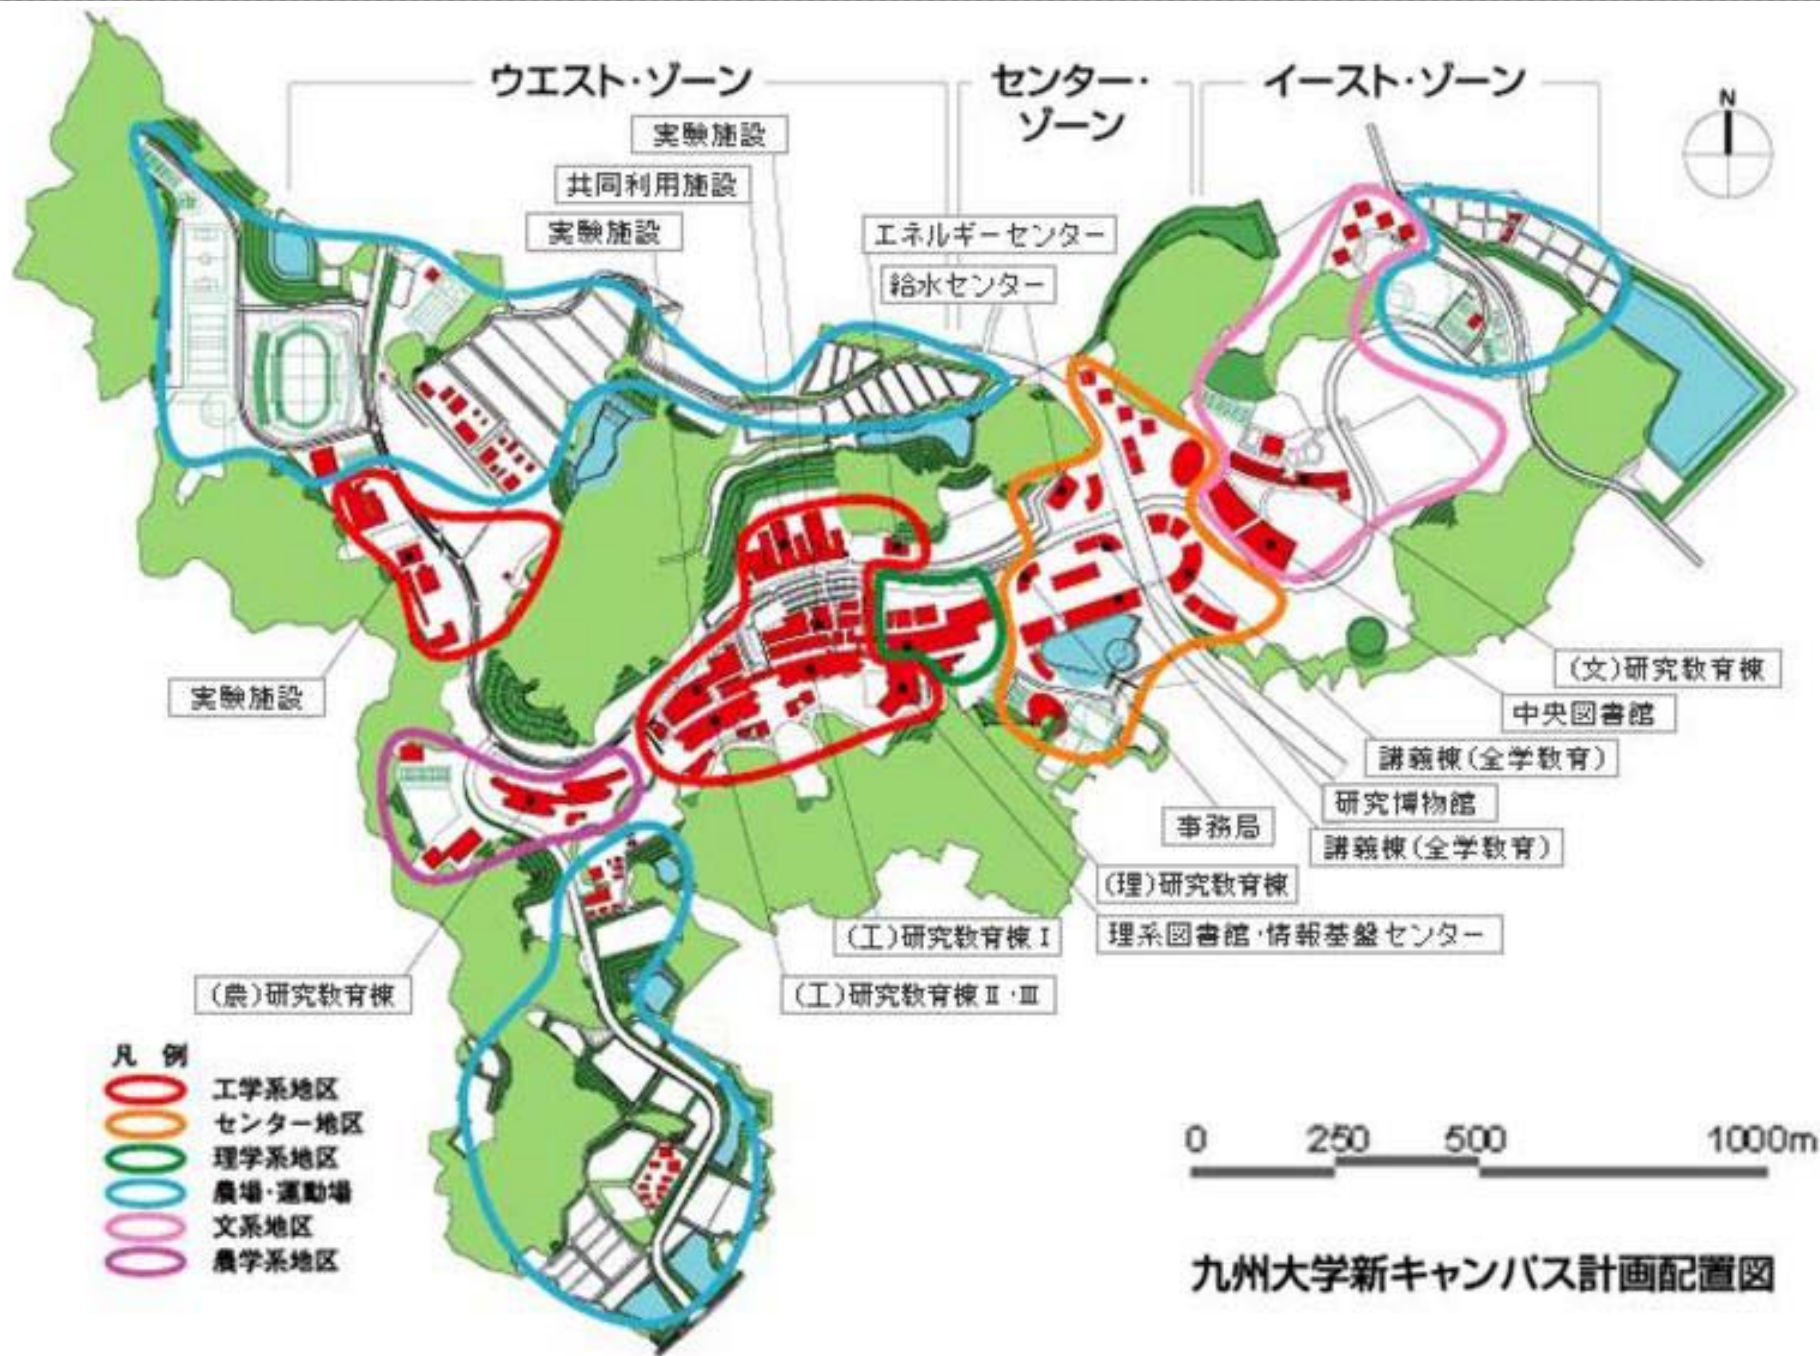 ウエスト・ゾーン
センター・
ゾーン
イースト・ゾーン
N
実験施設
共同利用施設
実験施設
エネルギーセンター
給水センター
実験施設
(文)研究教育棟
中央図書館
講義棟(全学教育)
研究博物館
講義棟(全学教育)
事務局
(理)研究教育棟
理系図書館・情報基盤センター
(工)研究教育棟Ⅰ
(工)研究教育棟Ⅱ・Ⅲ
(農)研究教育棟
凡 例
工学系地区
センター地区
理学系地区
農場・運動場
文系地区
農学系地区
0 250 500 1000m
九州大学新キャンパス計画配置図